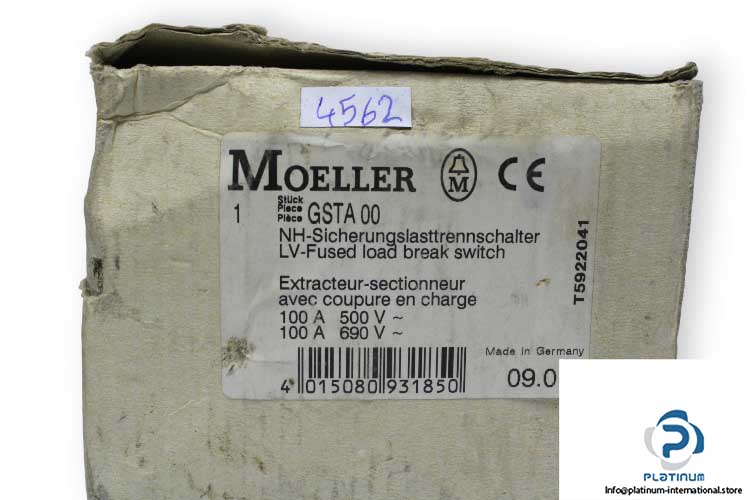 4562
MOELLER M CE
1 Stück Piece Pièce GSTA 00
NH-Sicherungslasttrennschalter
LV-Fused load break switch
Extracteur-sectionneur
avec coupure en charge
100 A 500 V ~
100 A 690 V ~
T5922041
Made in Germany
4 015080 931850
09.0
PLATINUM
Info@platinum-international.store